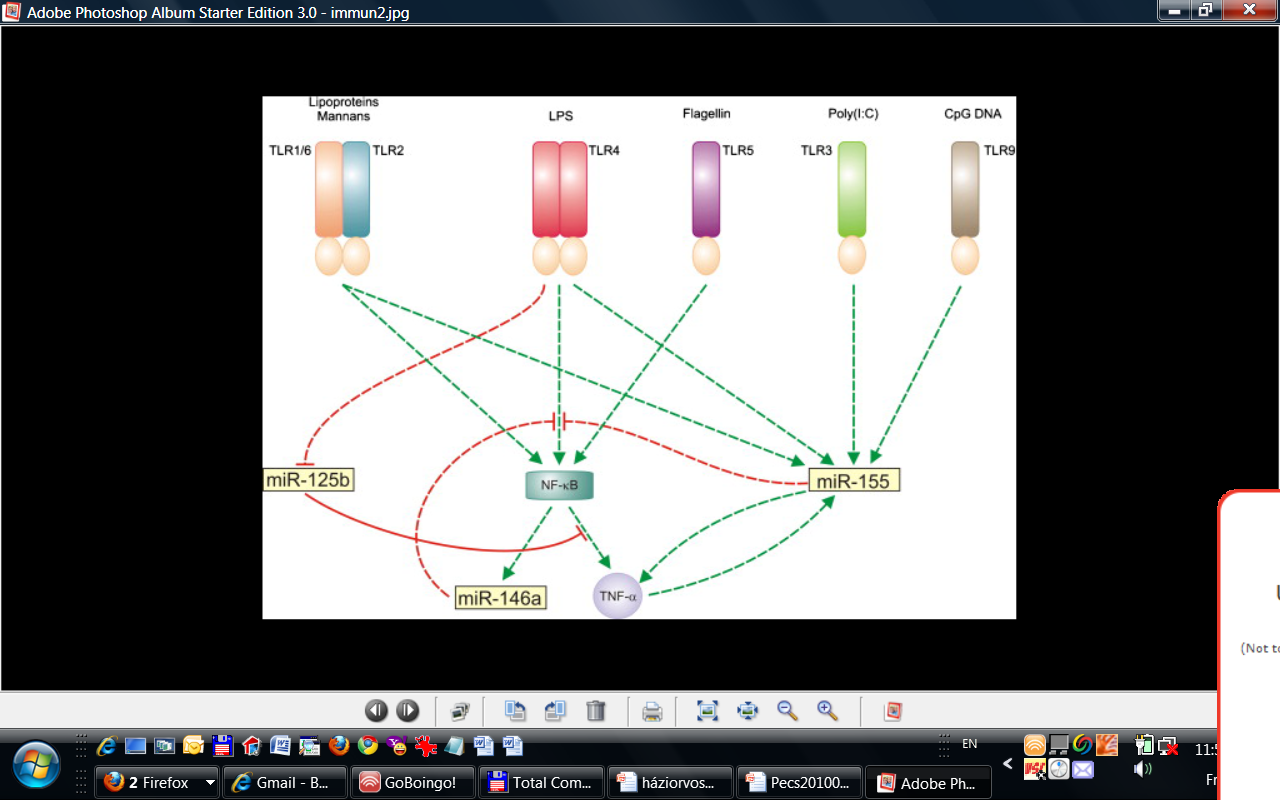 Adobe Photoshop Album Starter Edition 3.0 - immun2.jpg
Lipoproteins
Mannans
LPS
Flagellin
Poly(I:C)
CpG DNA
TLR1/6
TLR2
TLR4
TLR5
TLR3
TLR9
miR-125b
NF-κB
miR-155
miR-146a
TNF-α
(Not to
EN
2 Firefox
Gmail - B...
GoBoingo!
Total Com...
háziorvos...
Pecs20100...
Adobe Ph...
11:5
Fr